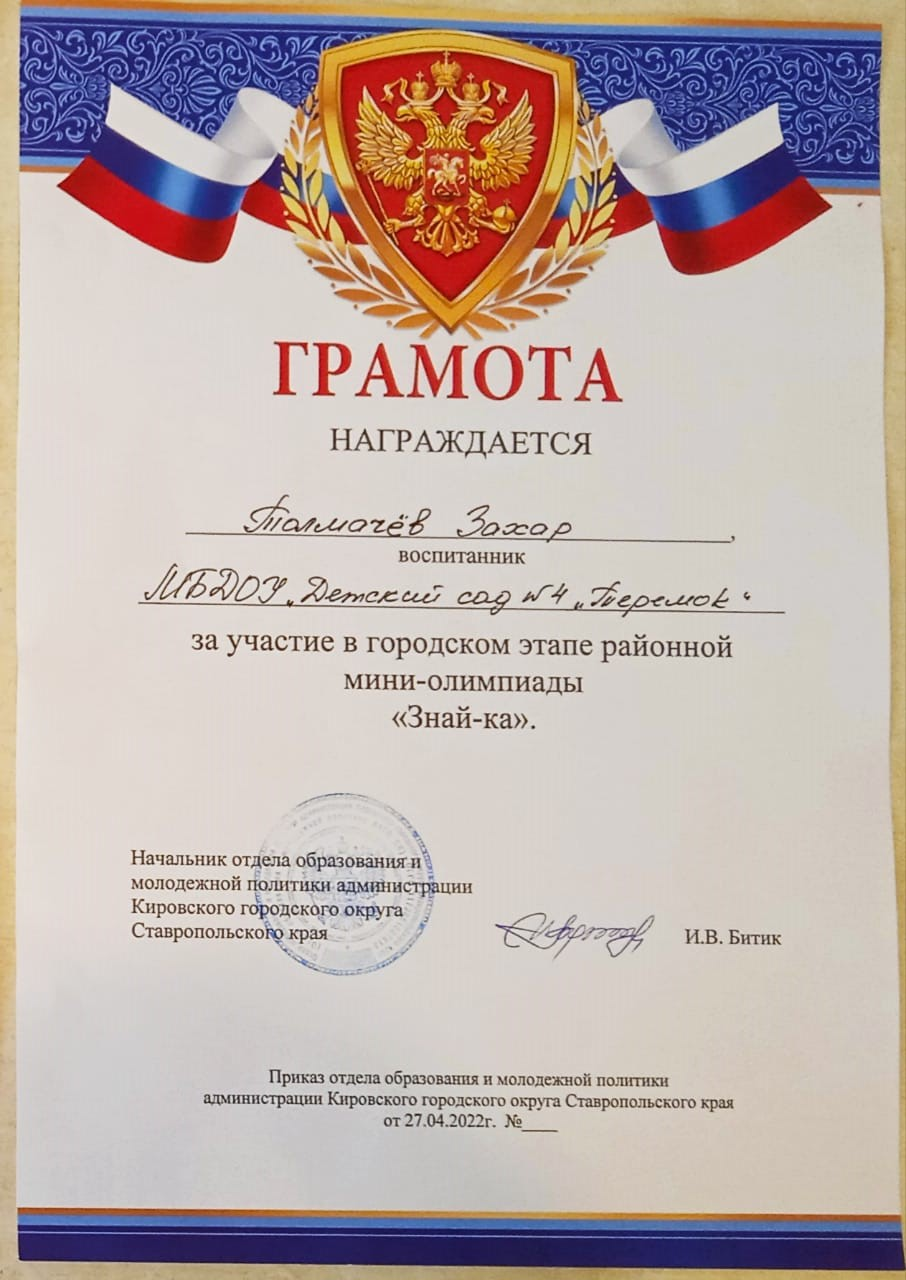 ГРАМОТА
НАГРАЖДАЕТСЯ
Толмачёв Захар,
воспитанник
МБДОУ „Детский сад №4 „Теремок“
за участие в городском этапе районной
мини-олимпиады
«Знай-ка».
Начальник отдела образования и
молодежной политики администрации
Кировского городского округа
Ставропольского края
И.В. Битик
Приказ отдела образования и молодежной политики
администрации Кировского городского округа Ставропольского края
от 27.04.2022г. №____